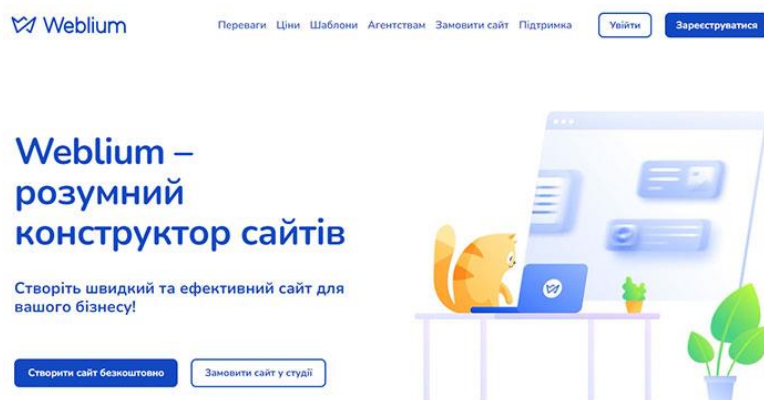 Weblium
Переваги Ціни Шаблони Агентствам Замовити сайт Підтримка Увійти Зареєструватися
Weblium –
розумний
конструктор сайтів
Створіть швидкий та ефективний сайт для
вашого бізнесу!
Створити сайт безкоштовно Замовити сайт у студії